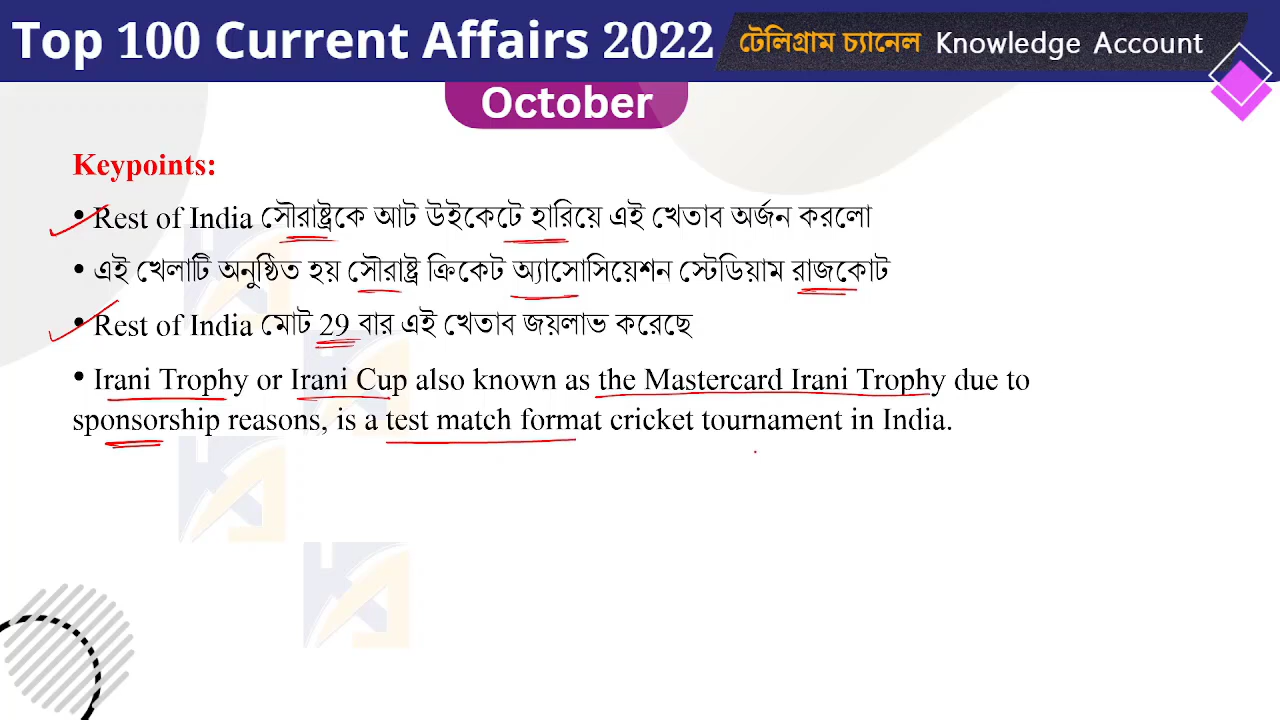 Top 100 Current Affairs 2022
টেলিগ্রাম চ্যানেল Knowledge Account
October
Keypoints:
• Rest of India সৌরাষ্ট্রকে আট উইকেটে হারিয়ে এই খেতাব অর্জন করলো
• এই খেলাটি অনুষ্ঠিত হয় সৌরাষ্ট্র ক্রিকেট অ্যাসোসিয়েশন স্টেডিয়াম রাজকোট
• Rest of India মোট 29 বার এই খেতাব জয়লাভ করেছে
• Irani Trophy or Irani Cup also known as the Mastercard Irani Trophy due to
sponsorship reasons, is a test match format cricket tournament in India.